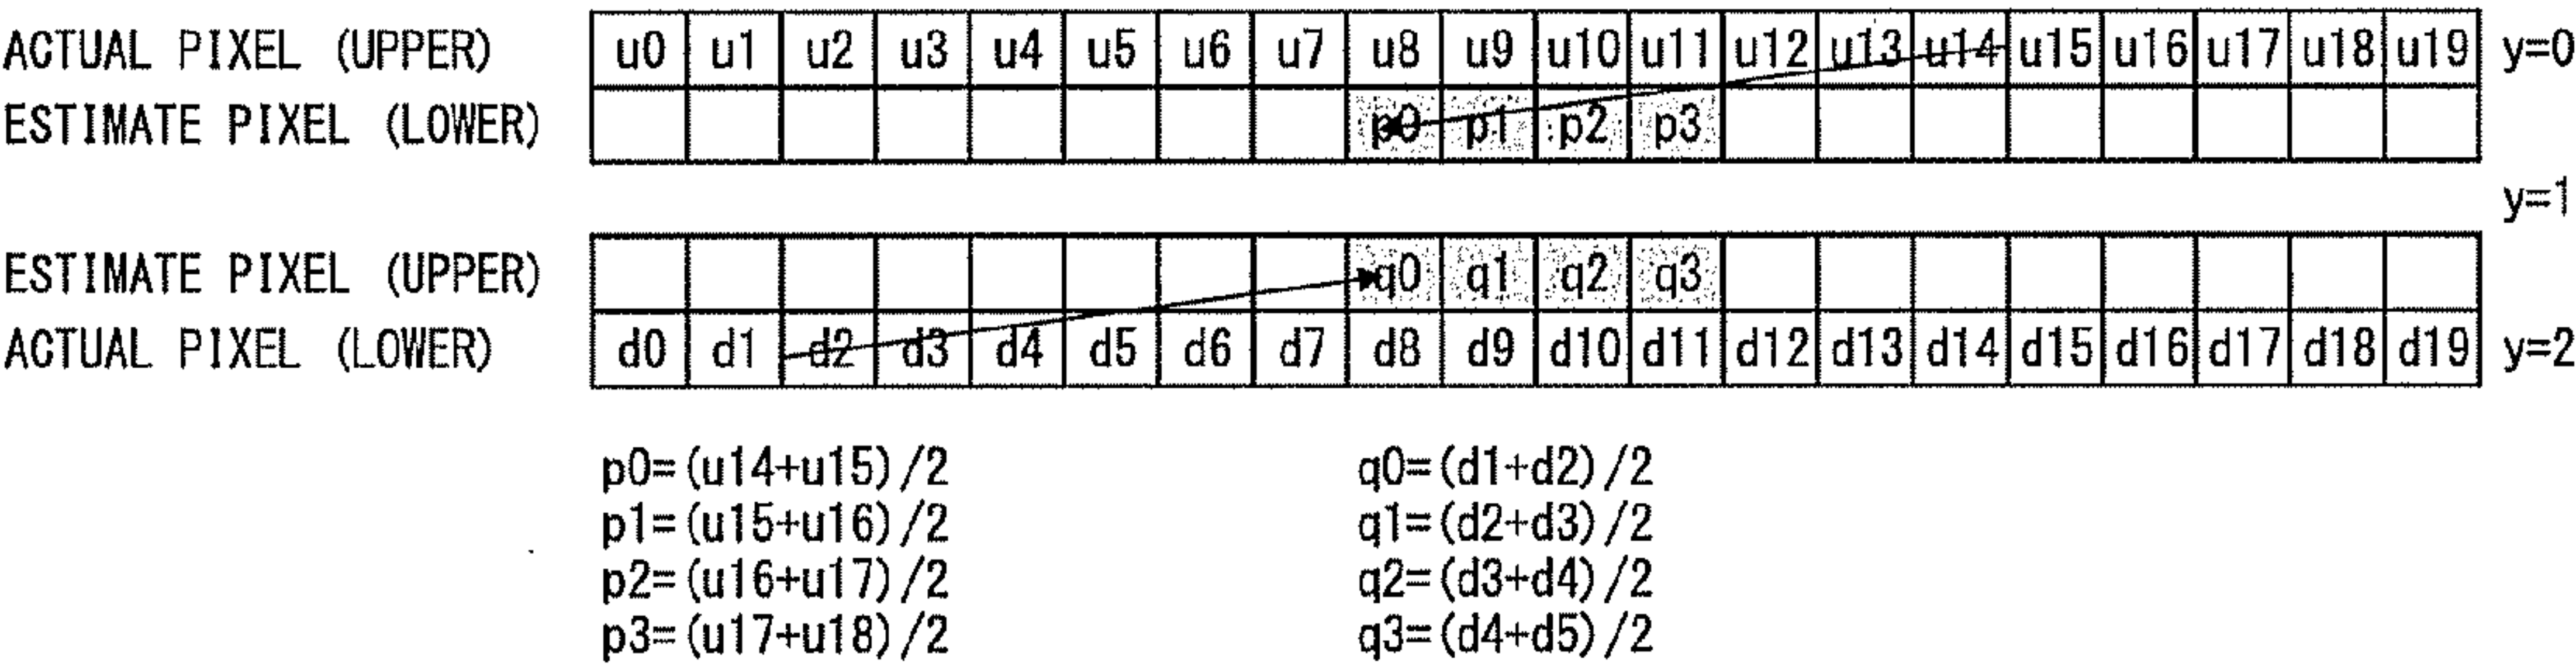 ACTUAL PIXEL (UPPER) u0 u1 u2 u3 u4 u5 u6 u7 u8 u9 u10 u11 u12 u13 u14 u15 u16 u17 u18 u19 y=0
ESTIMATE PIXEL (LOWER) p0 p1 p2 p3
y=1
ESTIMATE PIXEL (UPPER) q0 q1 q2 q3
ACTUAL PIXEL (LOWER) d0 d1 d2 d3 d4 d5 d6 d7 d8 d9 d10 d11 d12 d13 d14 d15 d16 d17 d18 d19 y=2
p0=(u14+u15)/2 q0=(d1+d2)/2
p1=(u15+u16)/2 q1=(d2+d3)/2
p2=(u16+u17)/2 q2=(d3+d4)/2
p3=(u17+u18)/2 q3=(d4+d5)/2